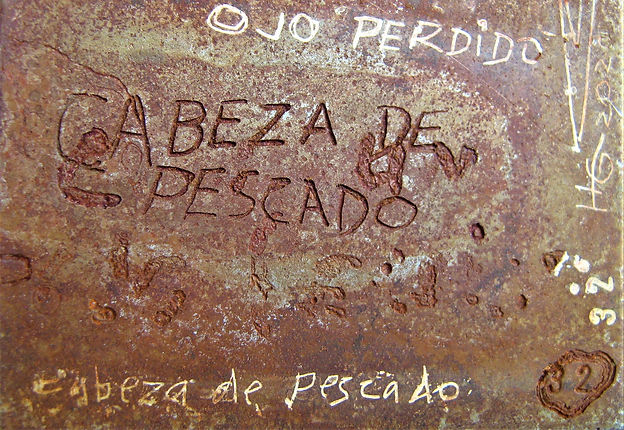 OJO PERDIDO
CABEZA DE
PESCADO
cabeza de pescado
32
32